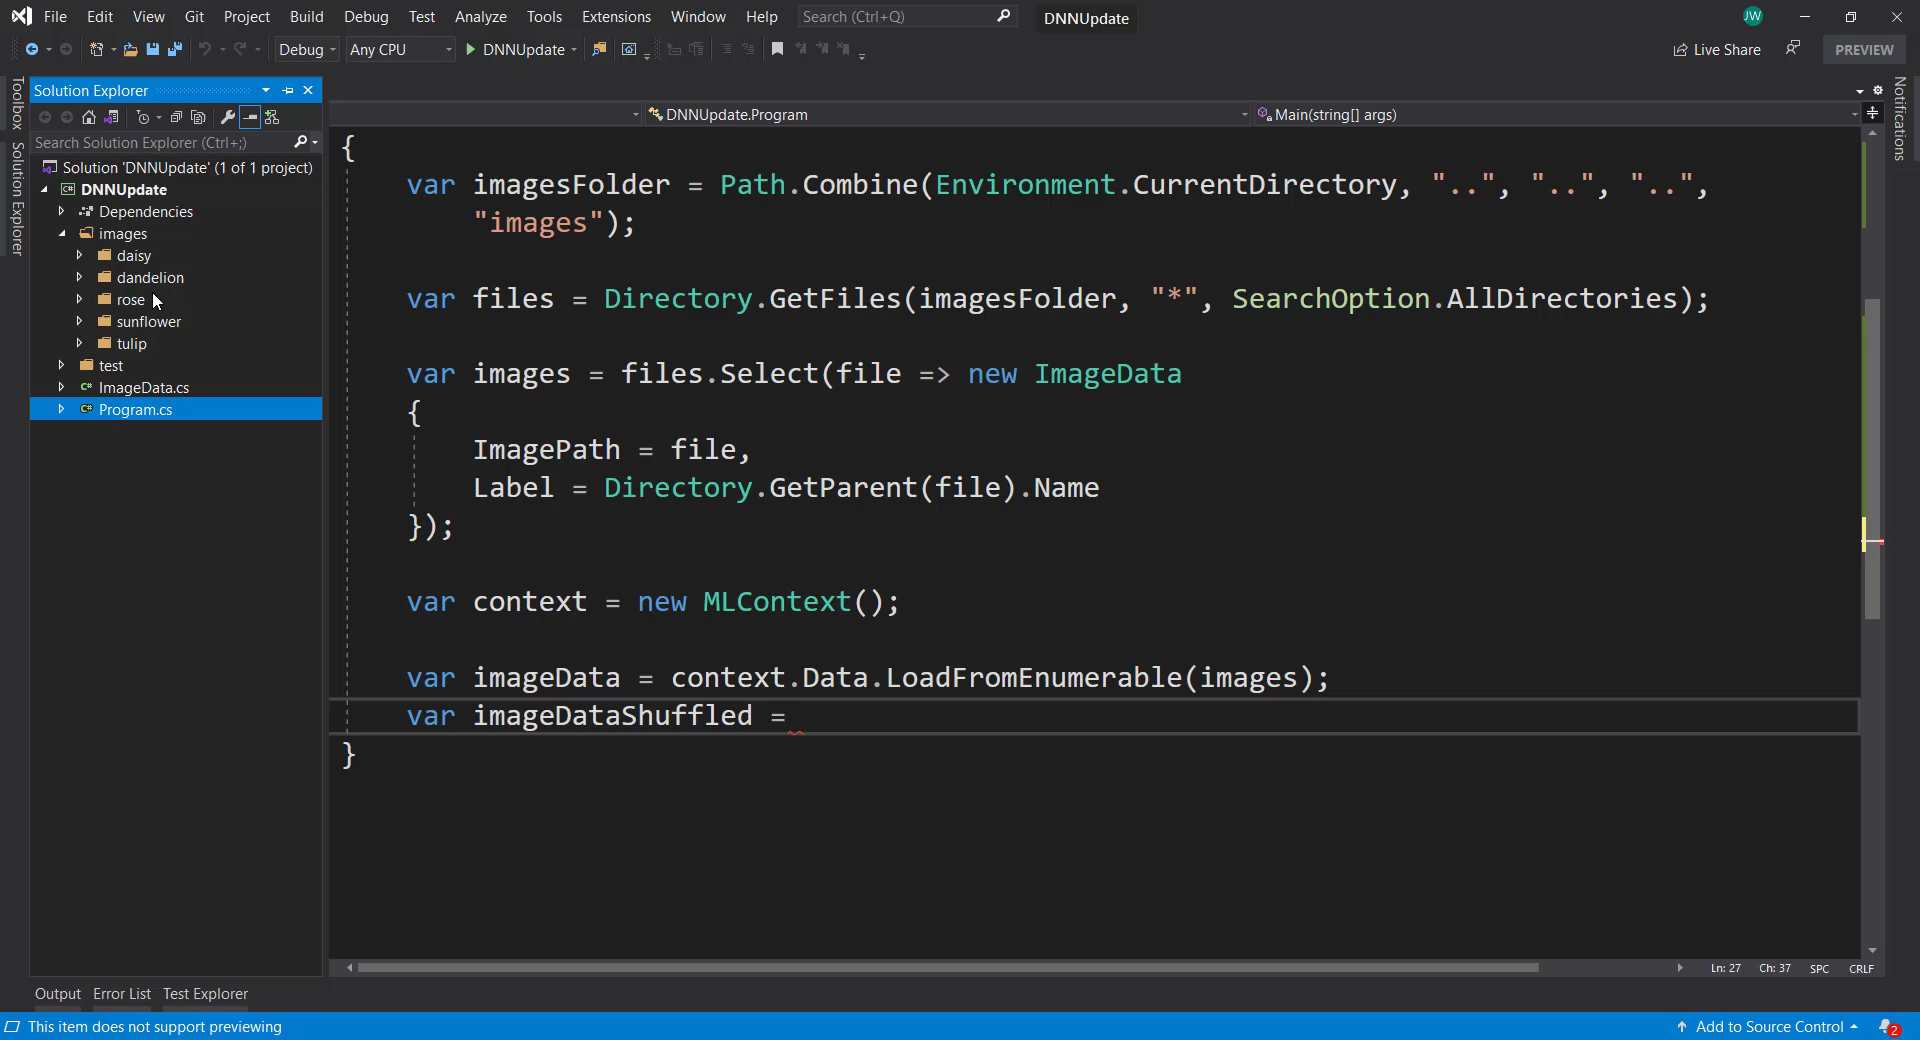 File Edit View Git Project Build Debug Test Analyze Tools Extensions Window Help Search (Ctrl+Q) DNNUpdate JW
Debug Any CPU DNNUpdate Live Share PREVIEW
Toolbox
Solution Explorer
Solution Explorer
Search Solution Explorer (Ctrl+;)
Solution 'DNNUpdate' (1 of 1 project)
DNNUpdate
Dependencies
images
daisy
dandelion
rose
sunflower
tulip
test
ImageData.cs
Program.cs
DNNUpdate.Program Main(string[] args)
{
var imagesFolder = Path.Combine(Environment.CurrentDirectory, "..", "..", "..",
"images");
var files = Directory.GetFiles(imagesFolder, "*", SearchOption.AllDirectories);
var images = files.Select(file => new ImageData
{
ImagePath = file,
Label = Directory.GetParent(file).Name
});
var context = new MLContext();
var imageData = context.Data.LoadFromEnumerable(images);
var imageDataShuffled =
}
Notifications
Ln: 27 Ch: 37 SPC CRLF
Output Error List Test Explorer
This item does not support previewing Add to Source Control 2